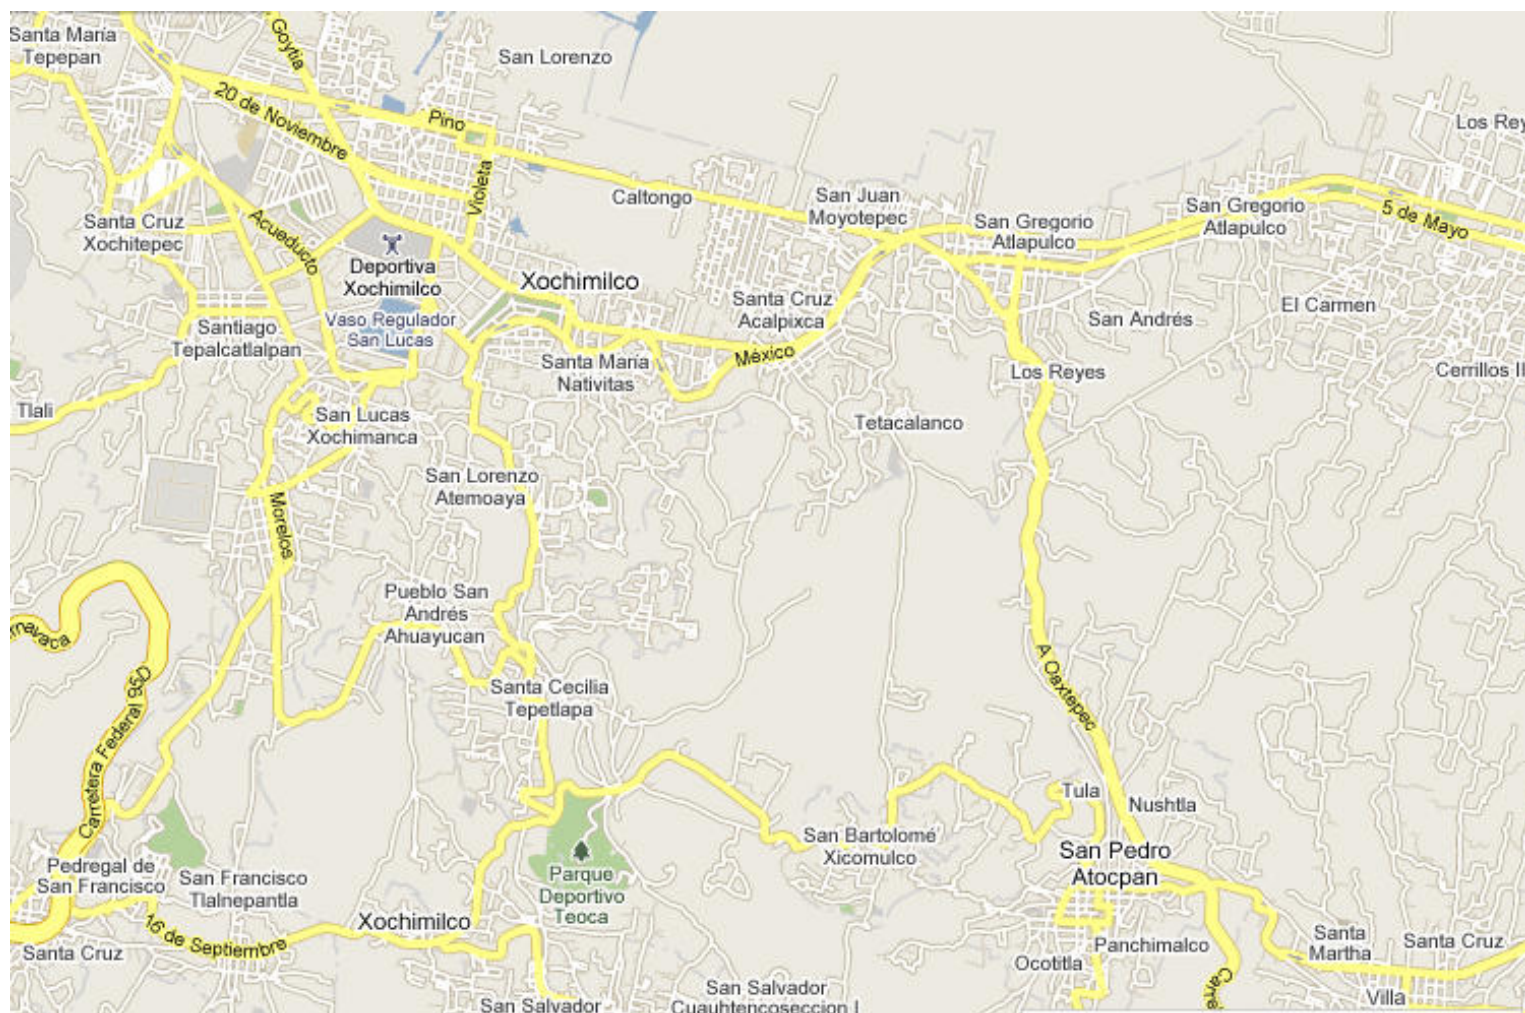 Santa María
Tepepan
Goytia
San Lorenzo
20 de Noviembre
Pino
Los Rey
Violeta
Caltongo
San Juan
Moyotepec
San Gregorio
Atlapulco
San Gregorio
Atlapulco
5 de Mayo
Santa Cruz
Xochitepec
Acueducto
Deportiva
Xochimilco
Xochimilco
Vaso Regulador
San Lucas
Santa Cruz
Acalpixca
San Andrés
El Carmen
Santiago
Tepalcatlalpan
Santa María
Nativitas
México
Los Reyes
Cerrillos II
Tlali
San Lucas
Xochimanca
Tetacalanco
San Lorenzo
Atemoaya
Morelos
Pueblo San
Andrés
Ahuayucan
rnavaca
Carretera Federal 95D
Santa Cecilia
Tepetlapa
A Oaxtepec
Tula
Nushtla
San Bartolomé
Xicomulco
San Pedro
Atocpan
Pedregal de
San Francisco
San Francisco
Tlalnepantla
Parque
Deportivo
Teoca
Xochimilco
16 de Septiembre
Santa Cruz
Panchimalco
Ocotitla
Santa
Martha
Santa Cruz
San Salvador
San Salvador
Cuauhtencoseccion I
Carre
Villa